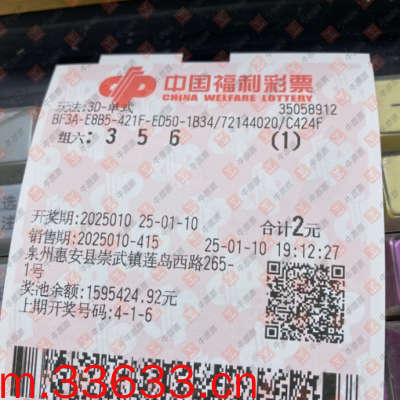 中国福利彩票
CHINA WELFARE LOTTERY
玩法:3D-单式 35058912
BF3A-E8B5-421F-ED50-1B34/72144020/C424F
组六: 3 5 6 (1)
开奖期:2025010 25-01-10 合计2元
销售期:2025010-415 25-01-10 19:12:27
泉州惠安县崇武镇莲岛西路265-
1号
奖池余额:1595424.92元
上期开奖号码:4-1-6
m.33633.cn